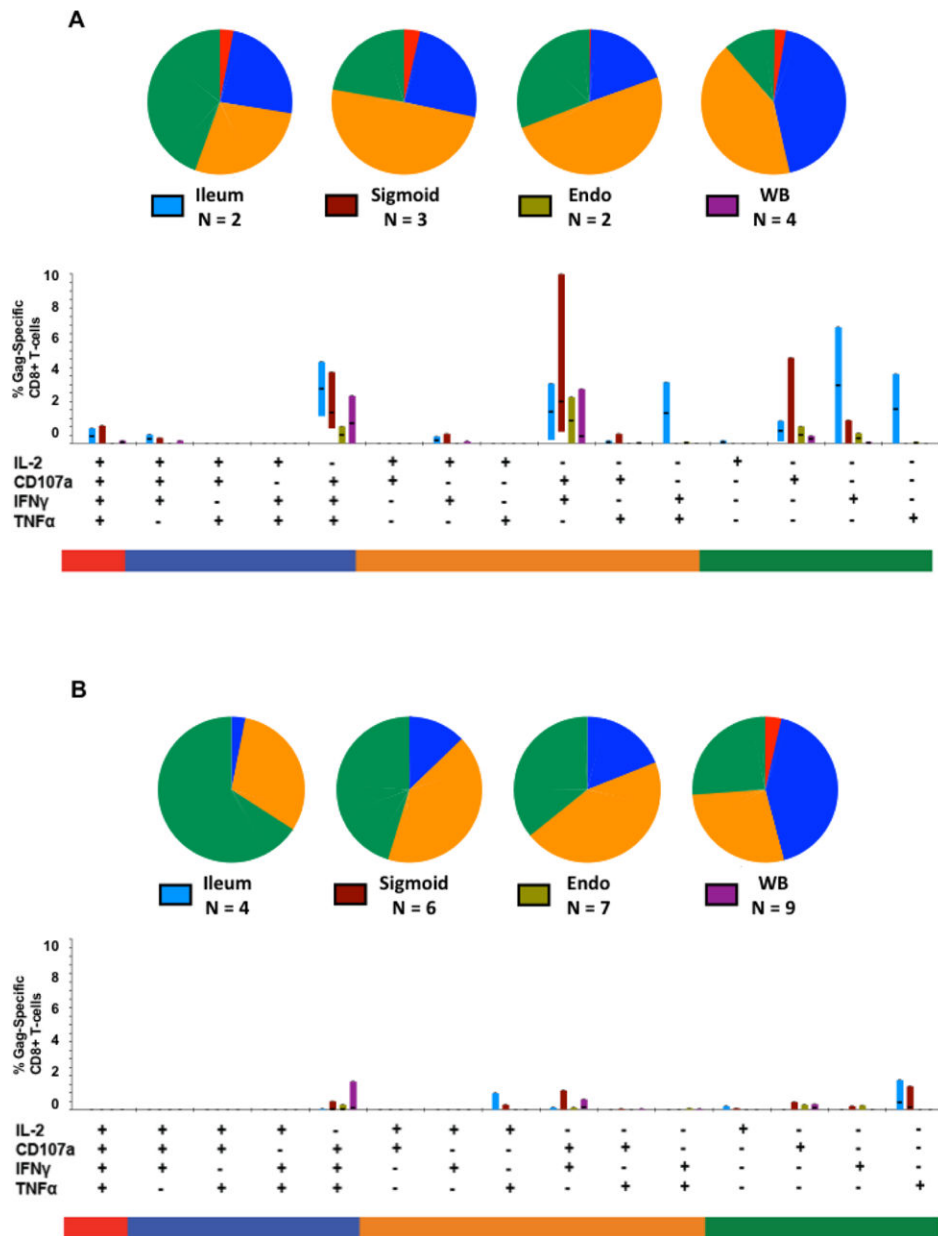 A
Ileum
N = 2
Sigmoid
N = 3
Endo
N = 2
WB
N = 4
% Gag-Specific
CD8+ T-cells
10
8
6
4
2
0
IL-2 + + + + - + + + - - - + - - -
CD107a + + + - + + - - + + - - + - -
IFNγ + + - + + - + - + - + - - + -
TNFα + - + + + - - + - + + - - - +
B
Ileum
N = 4
Sigmoid
N = 6
Endo
N = 7
WB
N = 9
% Gag-Specific
CD8+ T-cells
10
8
6
4
2
0
IL-2 + + + + - + + + - - - + - - -
CD107a + + + - + + - - + + - - + - -
IFNγ + + - + + - + - + - + - - + -
TNFα + - + + + - - + - + + - - - +